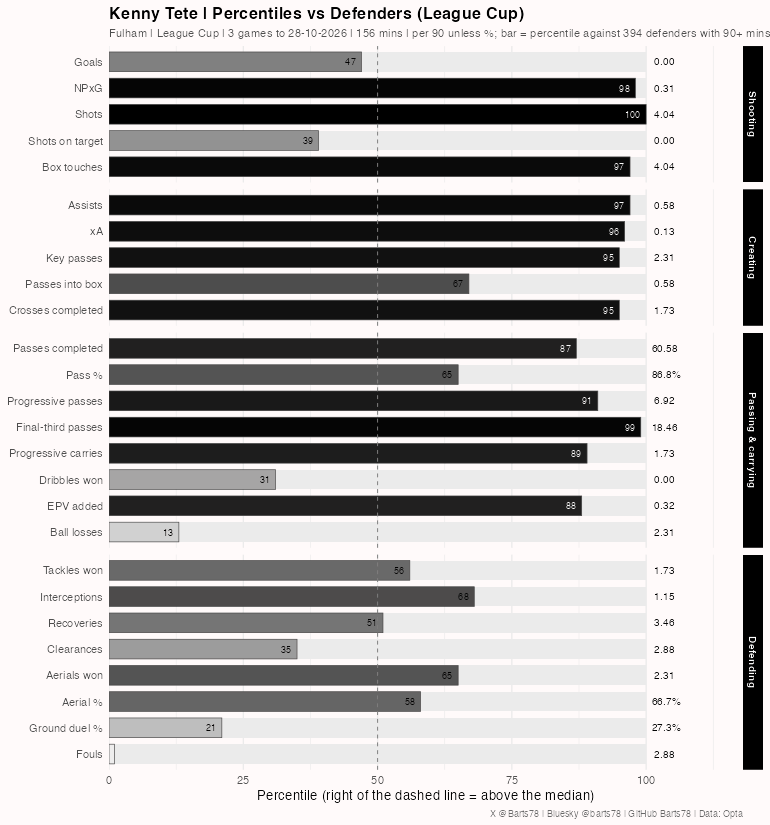 Kenny Tete | Percentiles vs Defenders (League Cup)
Fulham | League Cup | 3 games to 28-10-2026 | 156 mins | per 90 unless %; bar = percentile against 394 defenders with 90+ mins
Goals 47 0.00
NPxG 98 0.31
Shots 100 4.04
Shots on target 39 0.00
Box touches 97 4.04
Shooting
Assists 97 0.58
xA 96 0.13
Key passes 95 2.31
Passes into box 67 0.58
Crosses completed 95 1.73
Creating
Passes completed 87 60.58
Pass % 65 86.8%
Progressive passes 91 6.92
Final-third passes 99 18.46
Progressive carries 89 1.73
Dribbles won 31 0.00
EPV added 88 0.32
Ball losses 13 2.31
Passing & carrying
Tackles won 56 1.73
Interceptions 68 1.15
Recoveries 51 3.46
Clearances 35 2.88
Aerials won 65 2.31
Aerial % 58 66.7%
Ground duel % 21 27.3%
Fouls 2.88
Defending
0 25 50 75 100
Percentile (right of the dashed line = above the median)
X @Barts78 | Bluesky @barts78 | GitHub Barts78 | Data: Opta